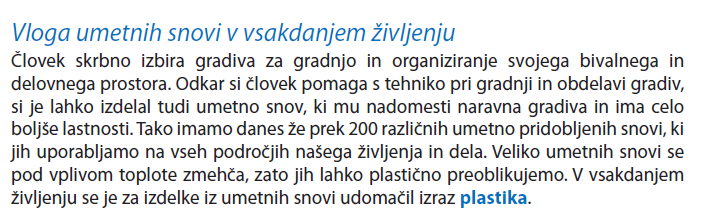 Vloga umetnih snovi v vsakdanjem življenju
Človek skrbno izbira gradiva za gradnjo in organiziranje svojega bivalnega in
delovnega prostora. Odkar si človek pomaga s tehniko pri gradnji in obdelavi gradiv,
si je lahko izdelal tudi umetno snov, ki mu nadomesti naravna gradiva in ima celo
boljše lastnosti. Tako imamo danes že prek 200 različnih umetno pridobljenih snovi, ki
jih uporabljamo na vseh področjih našega življenja in dela. Veliko umetnih snovi se
pod vplivom toplote zmehča, zato jih lahko plastično preoblikujemo. V vsakdanjem
življenju se je za izdelke iz umetnih snovi udomačil izraz plastika.